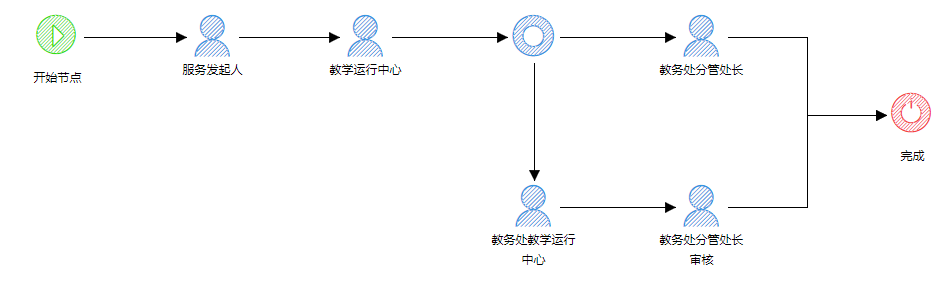 开始节点
服务发起人
教学运行中心
教务处分管处长
完成
教务处教学运行
中心
教务处分管处长
审核